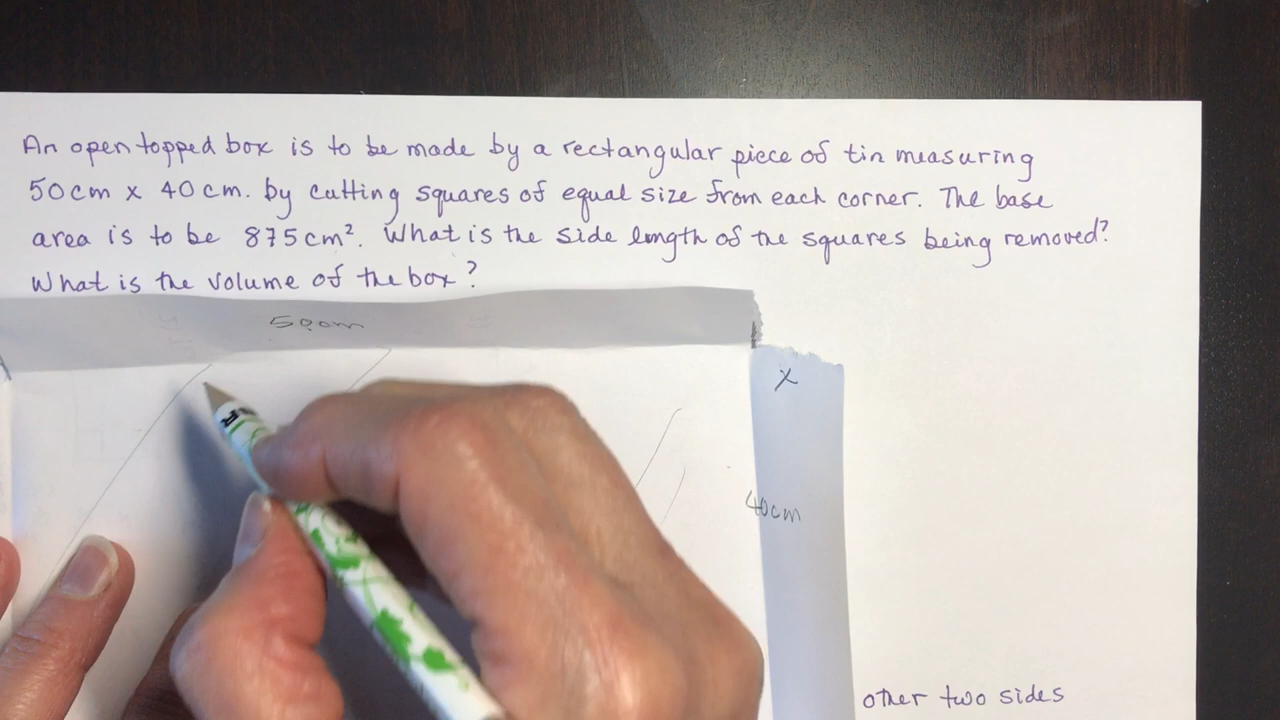 An open topped box is to be made by a rectangular piece of tin measuring
50cm x 40cm. by cutting squares of equal size from each corner. The base
area is to be 875cm². What is the side length of the squares being removed?
What is the volume of the box?
50cm
x
40cm
other two sides